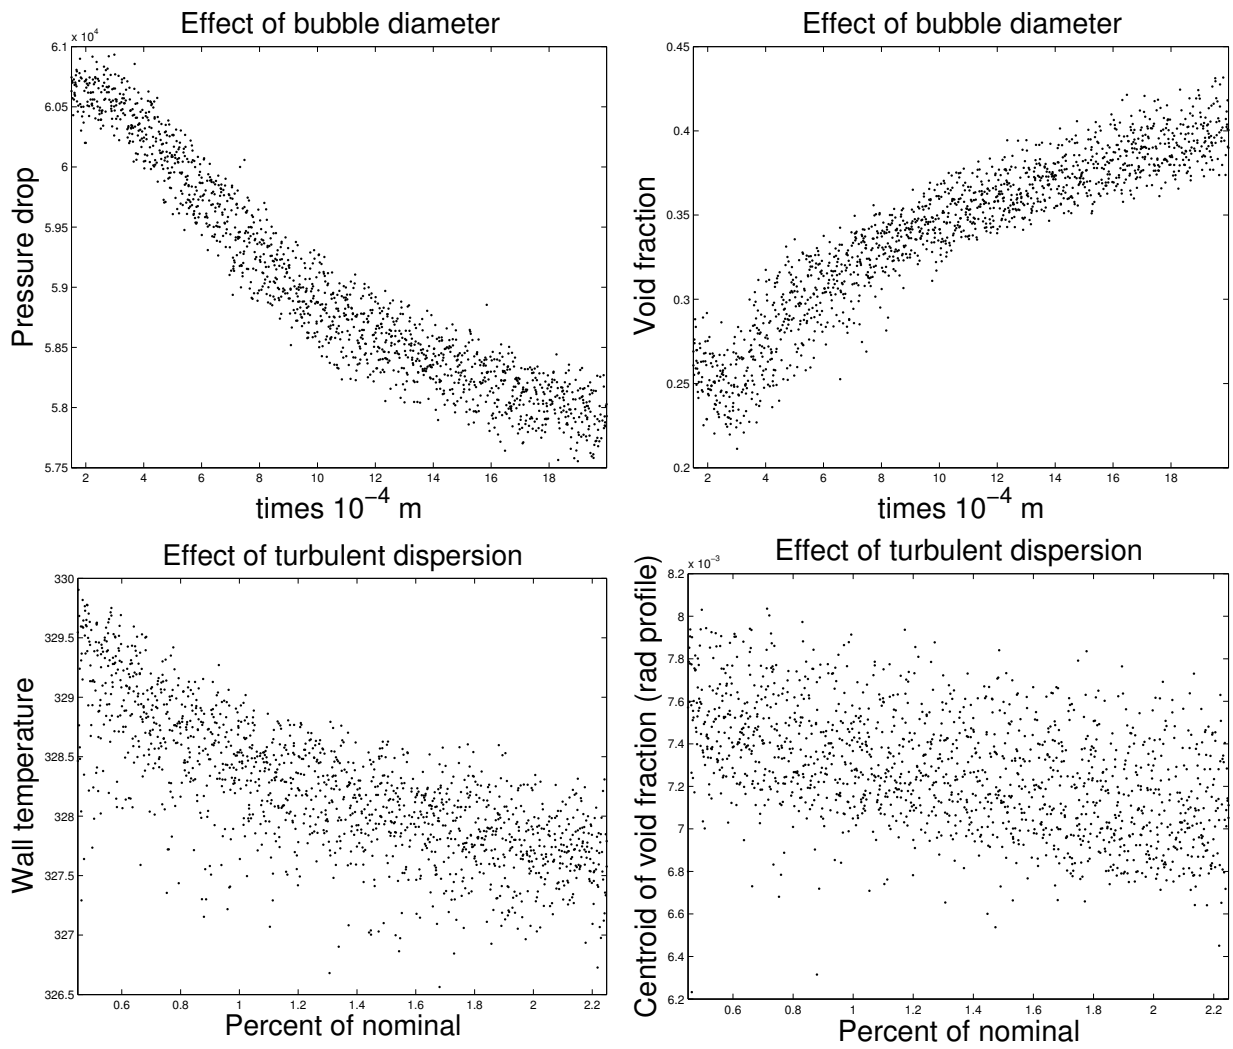 Effect of bubble diameter
x 10⁴
6.1
6.05
6
5.95
5.9
5.85
5.8
5.75
Pressure drop
2 4 6 8 10 12 14 16 18
times 10⁻⁴ m
Effect of bubble diameter
0.45
0.4
0.35
0.3
0.25
0.2
Void fraction
2 4 6 8 10 12 14 16 18
times 10⁻⁴ m
Effect of turbulent dispersion
330
329.5
329
328.5
328
327.5
327
326.5
Wall temperature
0.6 0.8 1 1.2 1.4 1.6 1.8 2 2.2
Percent of nominal
Effect of turbulent dispersion
x 10⁻³
8.2
8
7.8
7.6
7.4
7.2
7
6.8
6.6
6.4
6.2
Centroid of void fraction (rad profile)
0.6 0.8 1 1.2 1.4 1.6 1.8 2 2.2
Percent of nominal